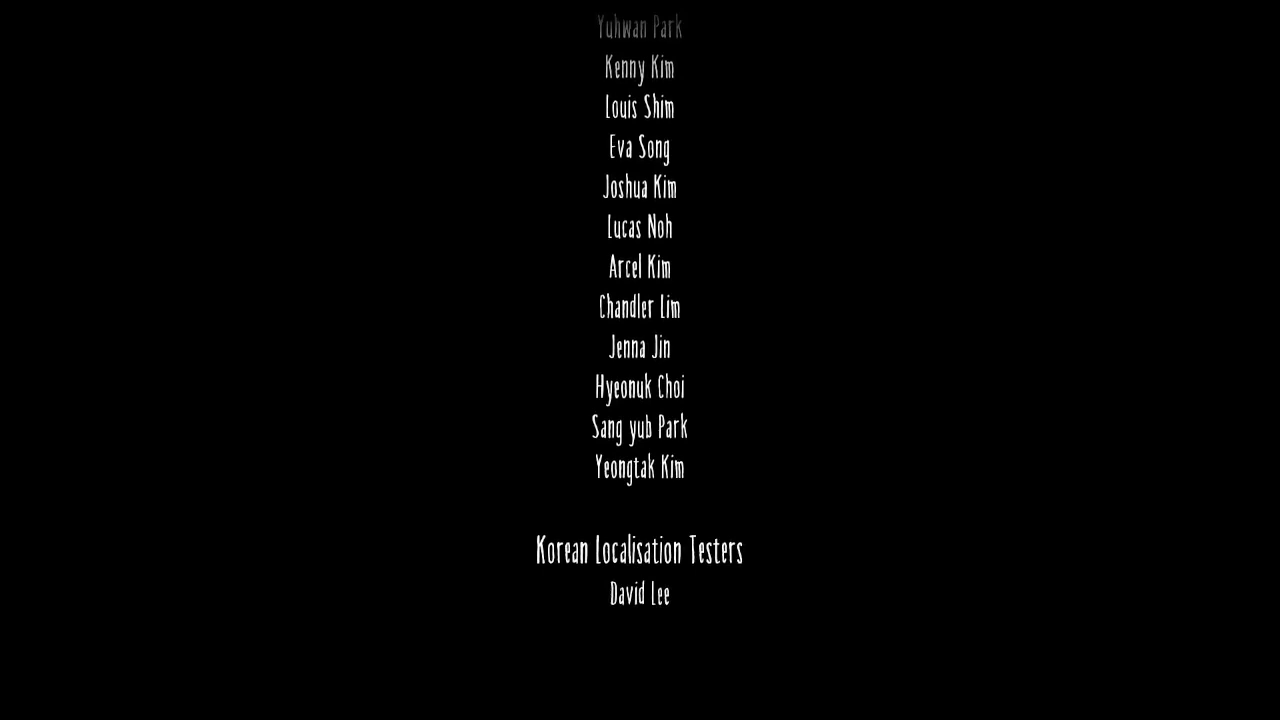 Yuhwan Park
Kenny Kim
Louis Shim
Eva Song
Joshua Kim
Lucas Noh
Arcel Kim
Chandler Lim
Jenna Jin
Hyeonuk Choi
Sang yub Park
Yeongtak Kim
Korean Localisation Testers
David Lee